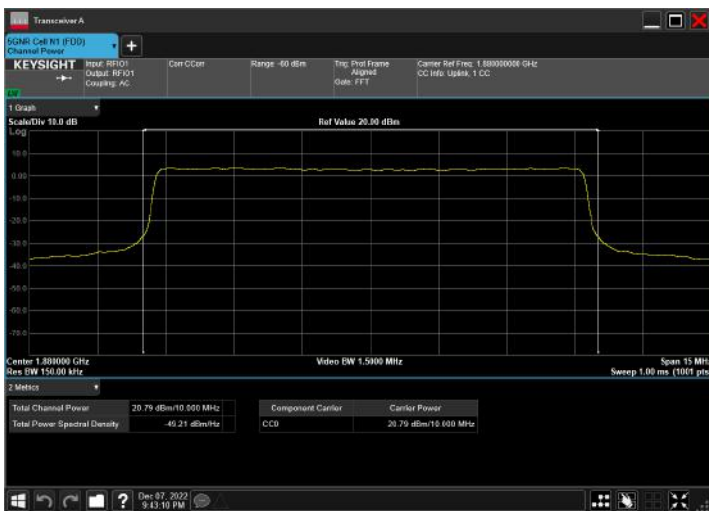 Transceiver A
5GNR Cell N1 (FDD)
Channel Power
+
KEYSIGHT
Input: RFIO1
Output: RFIO1
Coupling: AC
Corr CCorr
Range -60 dBm
Trig: Prot Frame
Aligned
Gate: FFT
Carrier Ref Freq: 1.880000000 GHz
CC Info: Uplink, 1 CC
1 Graph
Scale/Div 10.0 dB
Ref Value 20.00 dBm
Log
10.0
0.00
-10.0
-20.0
-30.0
-40.0
-50.0
-60.0
-70.0
Center 1.880000 GHz
Video BW 1.5000 MHz
Span 15 MHz
Res BW 150.00 kHz
Sweep 1.00 ms (1001 pts
2 Metrics
Total Channel Power 20.79 dBm/10.000 MHz
Total Power Spectral Density -49.21 dBm/Hz
Component Carrier Carrier Power
CC0 20.79 dBm/10.000 MHz
?
Dec 07, 2022
9:43:10 PM